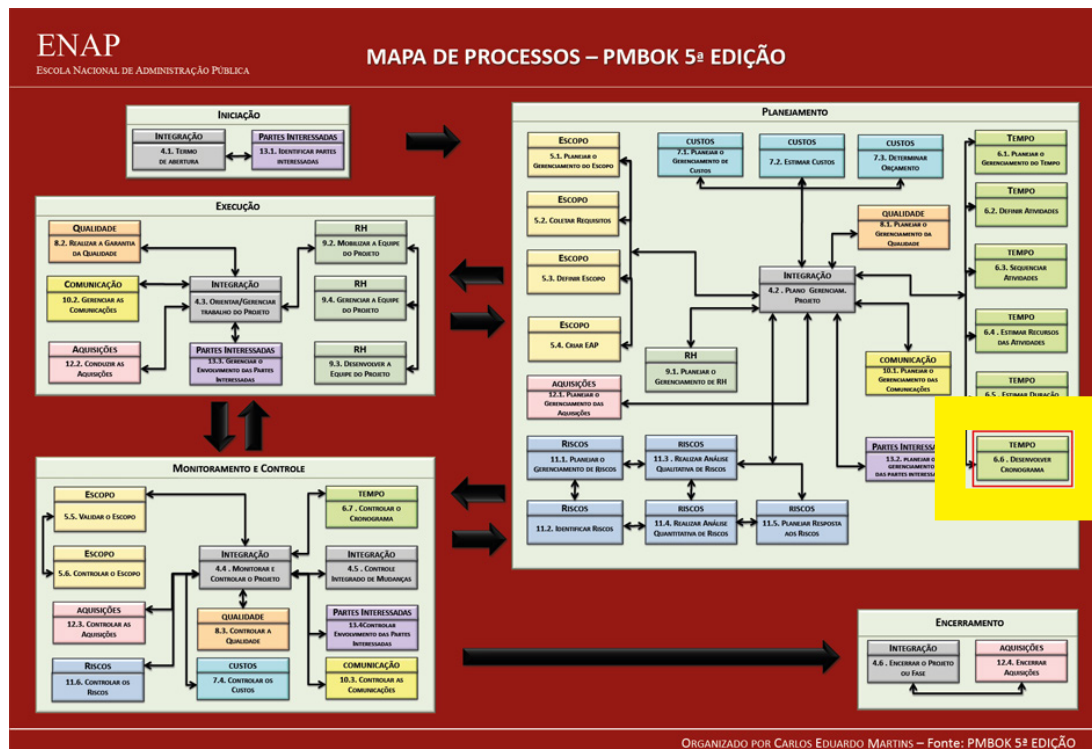 ENAP
ESCOLA NACIONAL DE ADMINISTRAÇÃO PÚBLICA
MAPA DE PROCESSOS – PMBOK 5ª EDIÇÃO
INICIAÇÃO
INTEGRAÇÃO
4.1. TERMO
DE ABERTURA
PARTES INTERESSADAS
13.1. IDENTIFICAR PARTES
INTERESSADAS
EXECUÇÃO
QUALIDADE
8.2. REALIZAR A GARANTIA
DA QUALIDADE
COMUNICAÇÃO
10.2. GERENCIAR AS
COMUNICAÇÕES
AQUISIÇÕES
12.2. CONDUZIR AS
AQUISIÇÕES
INTEGRAÇÃO
4.3. ORIENTAR/GERENCIAR
TRABALHO DO PROJETO
PARTES INTERESSADAS
13.3. GERENCIAR O
ENVOLVIMENTO DAS PARTES
INTERESSADAS
RH
9.2. MOBILIZAR A EQUIPE
DO PROJETO
RH
9.4. GERENCIAR A EQUIPE
DO PROJETO
RH
9.3. DESENVOLVER A
EQUIPE DO PROJETO
PLANEJAMENTO
ESCOPO
5.1. PLANEJAR O
GERENCIAMENTO DO ESCOPO
ESCOPO
5.2. COLETAR REQUISITOS
ESCOPO
5.3. DEFINIR ESCOPO
ESCOPO
5.4. CRIAR EAP
CUSTOS
7.1. PLANEJAR O
GERENCIAMENTO DE
CUSTOS
CUSTOS
7.2. ESTIMAR CUSTOS
CUSTOS
7.3. DETERMINAR
ORÇAMENTO
QUALIDADE
8.1. PLANEJAR O
GERENCIAMENTO DA
QUALIDADE
INTEGRAÇÃO
4.2. PLANO GERENCIAM.
PROJETO
RH
9.1. PLANEJAR O
GERENCIAMENTO DE RH
AQUISIÇÕES
12.1. PLANEJAR O
GERENCIAMENTO DAS
AQUISIÇÕES
COMUNICAÇÃO
10.1. PLANEJAR O
GERENCIAMENTO DAS
COMUNICAÇÕES
TEMPO
6.1. PLANEJAR O
GERENCIAMENTO DO TEMPO
TEMPO
6.2. DEFINIR ATIVIDADES
TEMPO
6.3. SEQUENCIAR
ATIVIDADES
TEMPO
6.4. ESTIMAR RECURSOS
DAS ATIVIDADES
TEMPO
6.5. ESTIMAR DURAÇÃO
TEMPO
6.6. DESENVOLVER
CRONOGRAMA
PARTES INTERESSA
13.2. PLANEJAR O
GERENCIAMENTO
DAS PARTES INTERESSA
RISCOS
11.1. PLANEJAR O
GERENCIAMENTO DE RISCOS
RISCOS
11.3. REALIZAR ANÁLISE
QUALITATIVA DE RISCOS
RISCOS
11.2. IDENTIFICAR RISCOS
RISCOS
11.4. REALIZAR ANÁLISE
QUANTITATIVA DE RISCOS
RISCOS
11.5. PLANEJAR RESPOSTA
AOS RISCOS
MONITORAMENTO E CONTROLE
ESCOPO
5.5. VALIDAR O ESCOPO
ESCOPO
5.6. CONTROLAR O ESCOPO
AQUISIÇÕES
12.3. CONTROLAR AS
AQUISIÇÕES
RISCOS
11.6. CONTROLAR OS
RISCOS
INTEGRAÇÃO
4.4. MONITORAR E
CONTROLAR O PROJETO
QUALIDADE
8.3. CONTROLAR A
QUALIDADE
CUSTOS
7.4. CONTROLAR OS
CUSTOS
TEMPO
6.7 CONTROLAR O
CRONOGRAMA
INTEGRAÇÃO
4.5. CONTROLE
INTEGRADO DE MUDANÇAS
PARTES INTERESSADAS
13.4CONTROLAR
ENVOLVIMENTO DAS PARTES
INTERESSADAS
COMUNICAÇÃO
10.3. CONTROLAR AS
COMUNICAÇÕES
ENCERRAMENTO
INTEGRAÇÃO
4.6. ENCERRAR O PROJETO
OU FASE
AQUISIÇÕES
12.4. ENCERRAR
AQUISIÇÕES
ORGANIZADO POR CARLOS EDUARDO MARTINS – Fonte: PMBOK 5ª EDIÇÃO